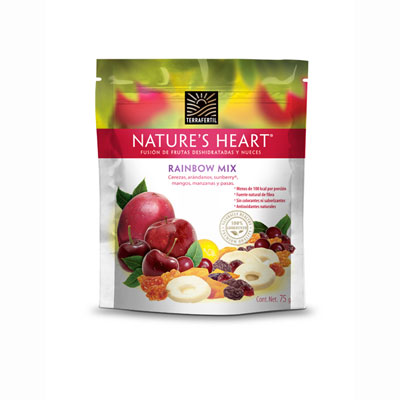 TERRAFERTIL
NATURE'S HEART®
FUSIÓN DE FRUTAS DESHIDRATADAS Y NUECES
RAINBOW MIX
Cerezas, arándanos, sunberry®,
mangos, manzanas y pasas.
• Menos de 100 kcal por porción
• Fuente natural de fibra
• Sin colorantes ni saborizantes
• Antioxidantes naturales
100%
Cont. Net. 75 g